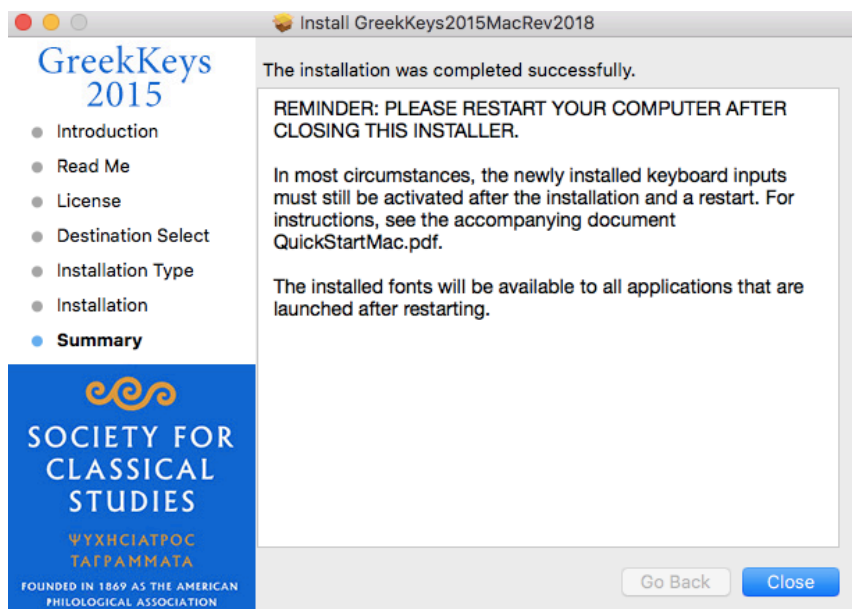 Install GreekKeys2015MacRev2018
GreekKeys
2015
Introduction
Read Me
License
Destination Select
Installation Type
Installation
Summary
SOCIETY FOR
CLASSICAL
STUDIES
ΨΥΧΗCΙΑΤΡΟC
ΤΑΓΡΑΜΜΑΤΑ
FOUNDED IN 1869 AS THE AMERICAN
PHILOLOGICAL ASSOCIATION
The installation was completed successfully.
REMINDER: PLEASE RESTART YOUR COMPUTER AFTER
CLOSING THIS INSTALLER.
In most circumstances, the newly installed keyboard inputs
must still be activated after the installation and a restart. For
instructions, see the accompanying document
QuickStartMac.pdf.
The installed fonts will be available to all applications that are
launched after restarting.
Go Back
Close